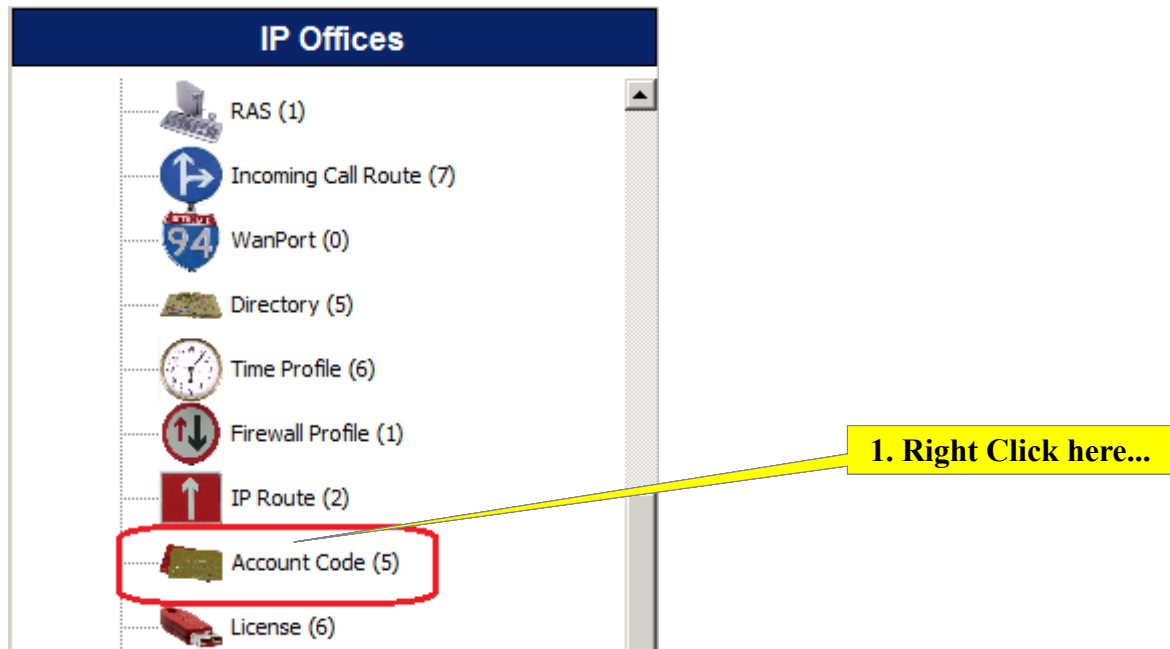 IP Offices
RAS (1)
Incoming Call Route (7)
94
WanPort (0)
Directory (5)
Time Profile (6)
Firewall Profile (1)
1. Right Click here...
IP Route (2)
Account Code (5)
License (6)